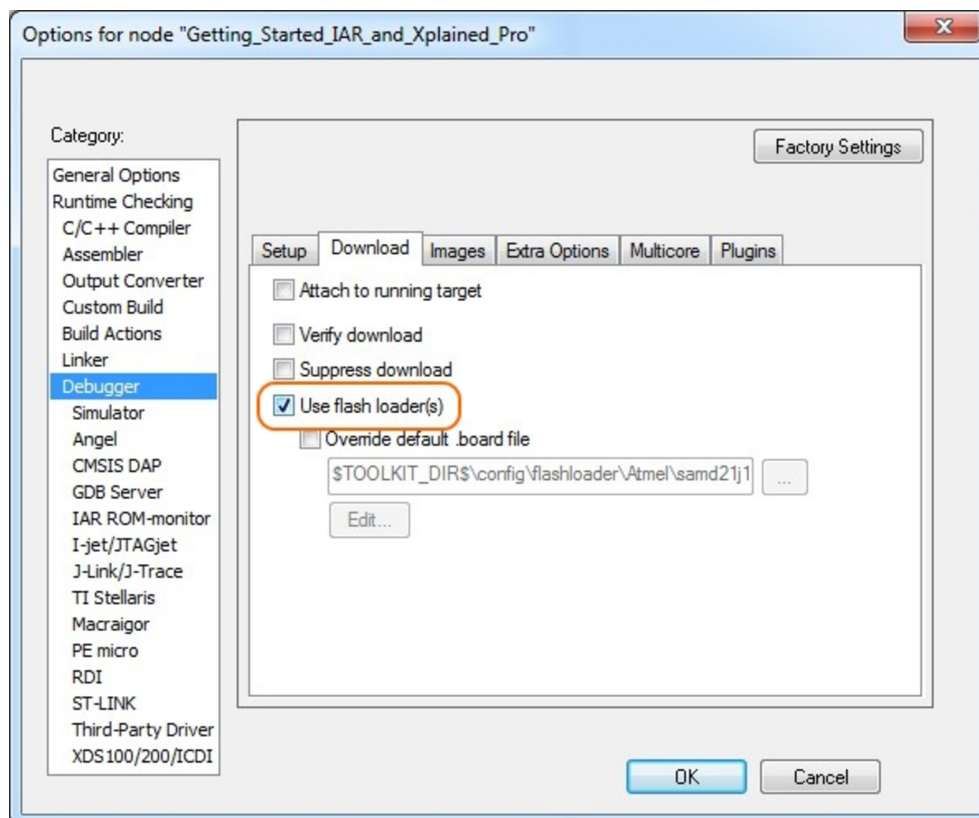 Options for node "Getting_Started_IAR_and_Xplained_Pro"
Category:
Factory Settings
General Options
Runtime Checking
C/C++ Compiler
Assembler
Output Converter
Custom Build
Build Actions
Linker
Debugger
Simulator
Angel
CMSIS DAP
GDB Server
IAR ROM-monitor
I-jet/JTAGjet
J-Link/J-Trace
TI Stellaris
Macraigor
PE micro
RDI
ST-LINK
Third-Party Driver
XDS100/200/ICDI
Setup Download Images Extra Options Multicore Plugins
Attach to running target
Verify download
Suppress download
Use flash loader(s)
Override default .board file
$TOOLKIT_DIR$\config\flashloader\Atmel\samd21j1
...
Edit...
OK Cancel